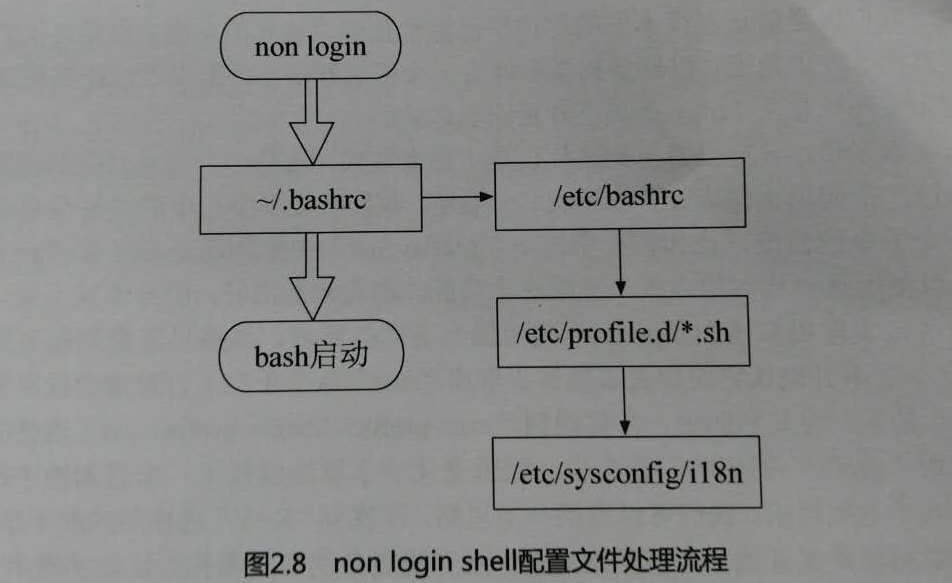 non login
~/.bashrc
/etc/bashrc
/etc/profile.d/*.sh
bash启动
/etc/sysconfig/i18n
图2.8 non login shell配置文件处理流程